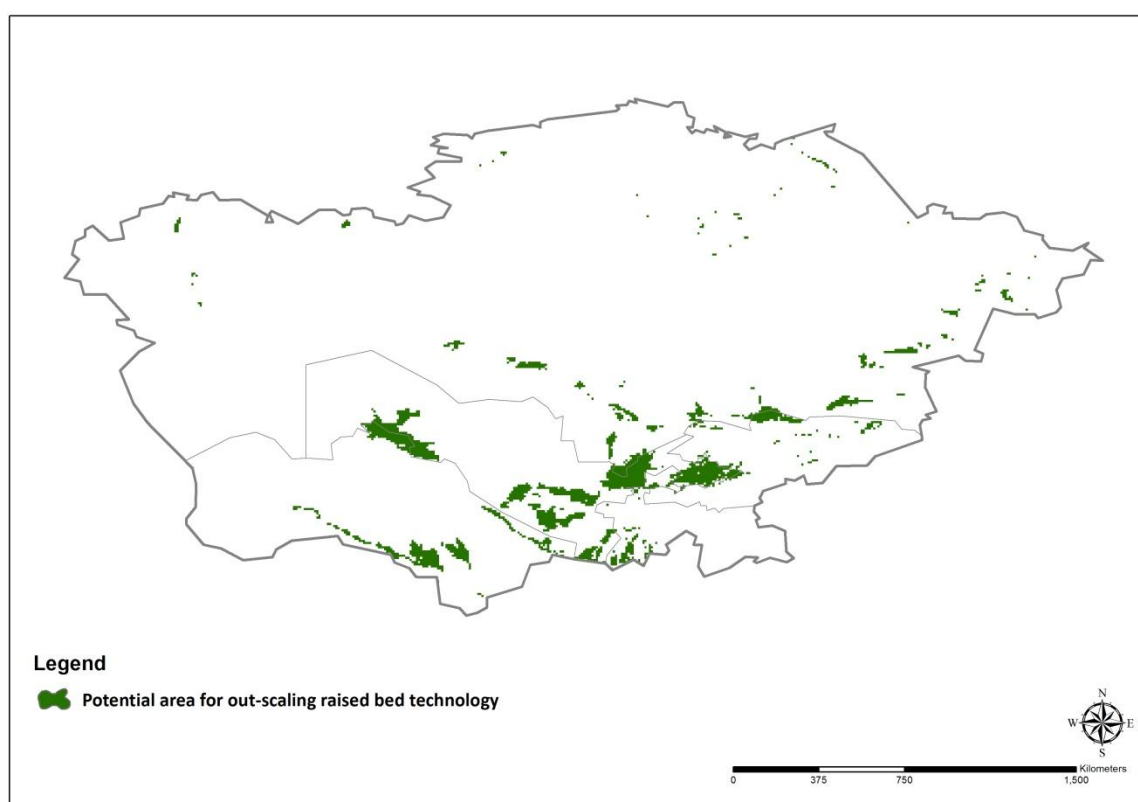 Legend
Potential area for out-scaling raised bed technology
N
W E
S
Kilometers
0 375 750 1,500